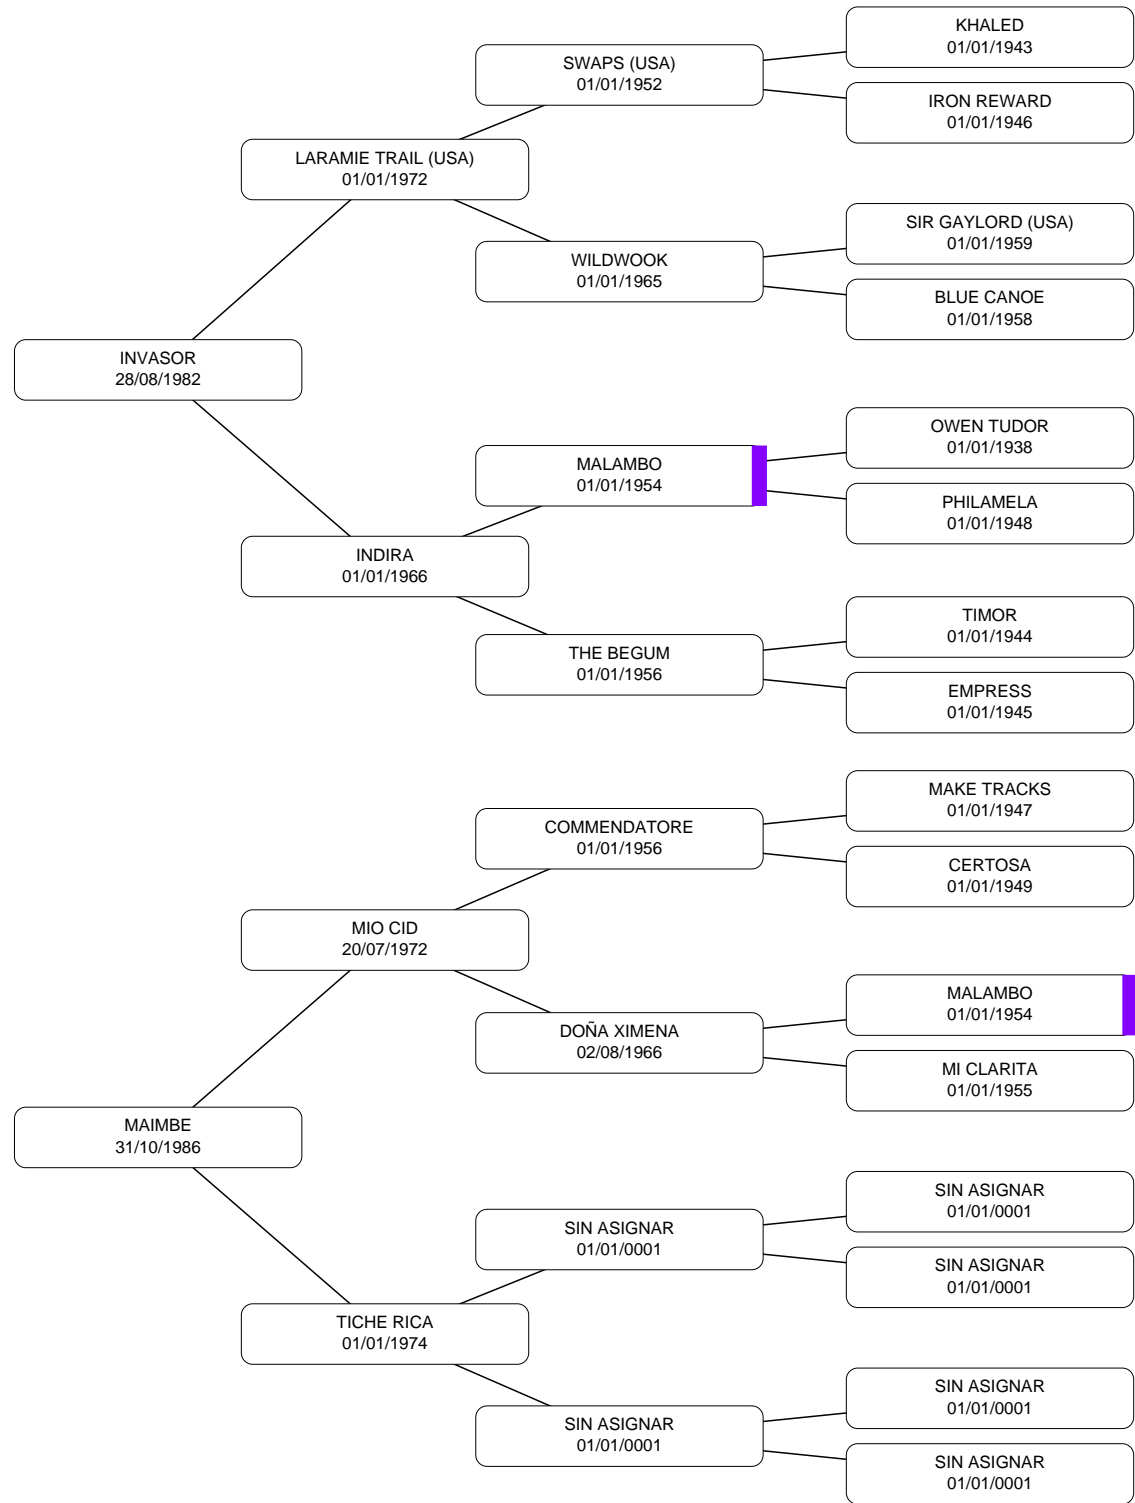 KHALED
01/01/1943
SWAPS (USA)
01/01/1952
IRON REWARD
01/01/1946
LARAMIE TRAIL (USA)
01/01/1972
SIR GAYLORD (USA)
01/01/1959
WILDWOOK
01/01/1965
BLUE CANOE
01/01/1958
INVASOR
28/08/1982
OWEN TUDOR
01/01/1938
MALAMBO
01/01/1954
PHILAMELA
01/01/1948
INDIRA
01/01/1966
TIMOR
01/01/1944
THE BEGUM
01/01/1956
EMPRESS
01/01/1945
MAKE TRACKS
01/01/1947
COMMENDATORE
01/01/1956
CERTOSA
01/01/1949
MIO CID
20/07/1972
MALAMBO
01/01/1954
DOÑA XIMENA
02/08/1966
MI CLARITA
01/01/1955
MAIMBE
31/10/1986
SIN ASIGNAR
01/01/0001
SIN ASIGNAR
01/01/0001
SIN ASIGNAR
01/01/0001
TICHE RICA
01/01/1974
SIN ASIGNAR
01/01/0001
SIN ASIGNAR
01/01/0001
SIN ASIGNAR
01/01/0001